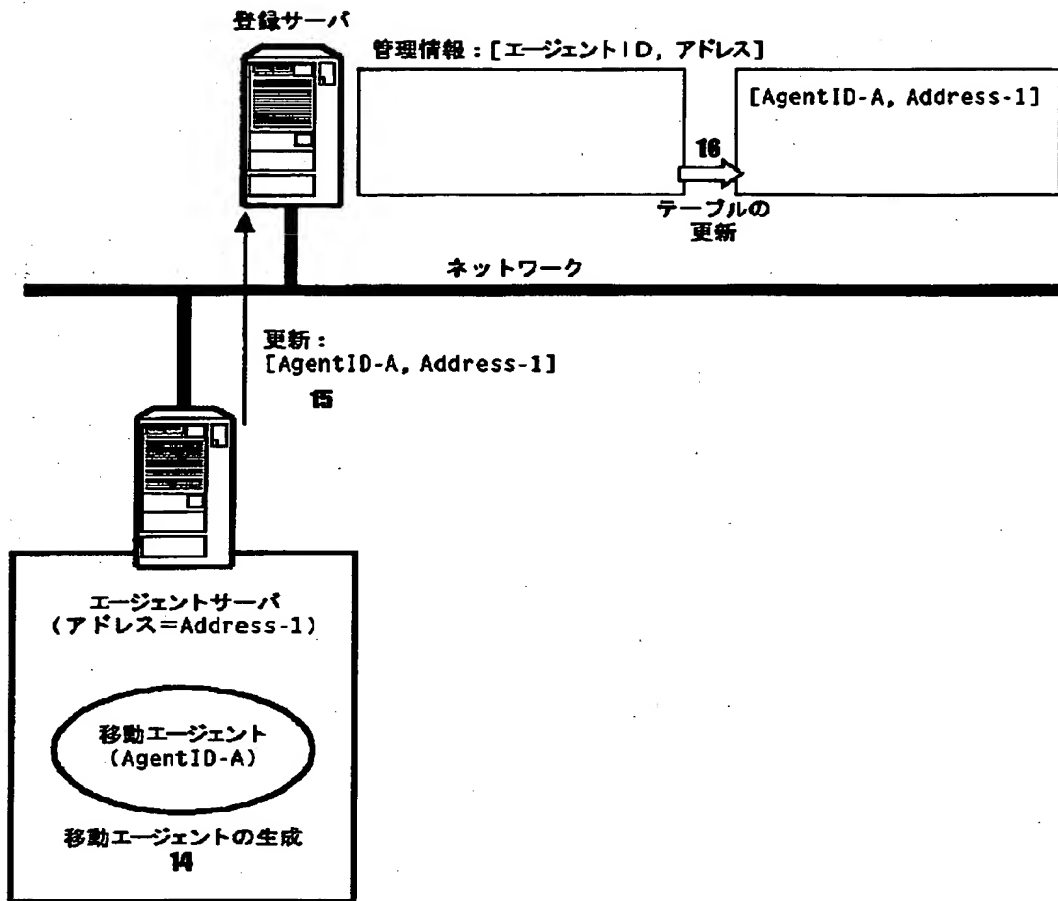 登録サーバ
管理情報：[エージェントID，アドレス]
[AgentID-A, Address-1]
16
テーブルの
更新
ネットワーク
更新：
[AgentID-A, Address-1]
15
エージェントサーバ
(アドレス＝Address-1)
移動エージェント
(AgentID-A)
移動エージェントの生成
14